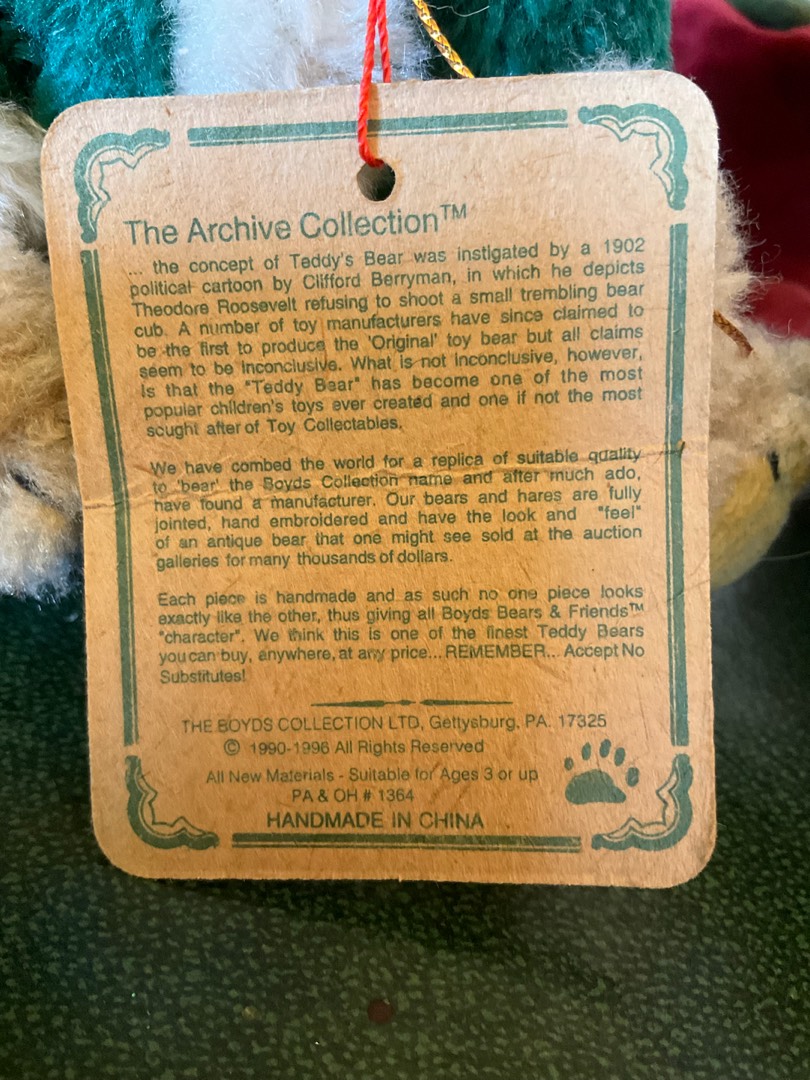 The Archive Collection™
... the concept of Teddy's Bear was instigated by a 1902
political cartoon by Clifford Berryman, in which he depicts
Theodore Roosevelt refusing to shoot a small trembling bear
cub. A number of toy manufacturers have since claimed to
be the first to produce the 'Original' toy bear but all claims
seem to be inconclusive. What is not inconclusive, however,
is that the "Teddy Bear" has become one of the most
popular children's toys ever created and one if not the most
sought after of Toy Collectables.
We have combed the world for a replica of suitable quality
to 'bear' the Boyds Collection name and after much ado,
have found a manufacturer. Our bears and hares are fully
jointed, hand embroidered and have the look and "feel"
of an antique bear that one might see sold at the auction
galleries for many thousands of dollars.
Each piece is handmade and as such no one piece looks
exactly like the other, thus giving all Boyds Bears & Friends™
"character". We think this is one of the finest Teddy Bears
you can buy, anywhere, at any price... REMEMBER... Accept No
Substitutes!
THE BOYDS COLLECTION LTD, Gettysburg, PA. 17325
© 1990-1996 All Rights Reserved
All New Materials - Suitable for Ages 3 or up
PA & OH # 1364
HANDMADE IN CHINA